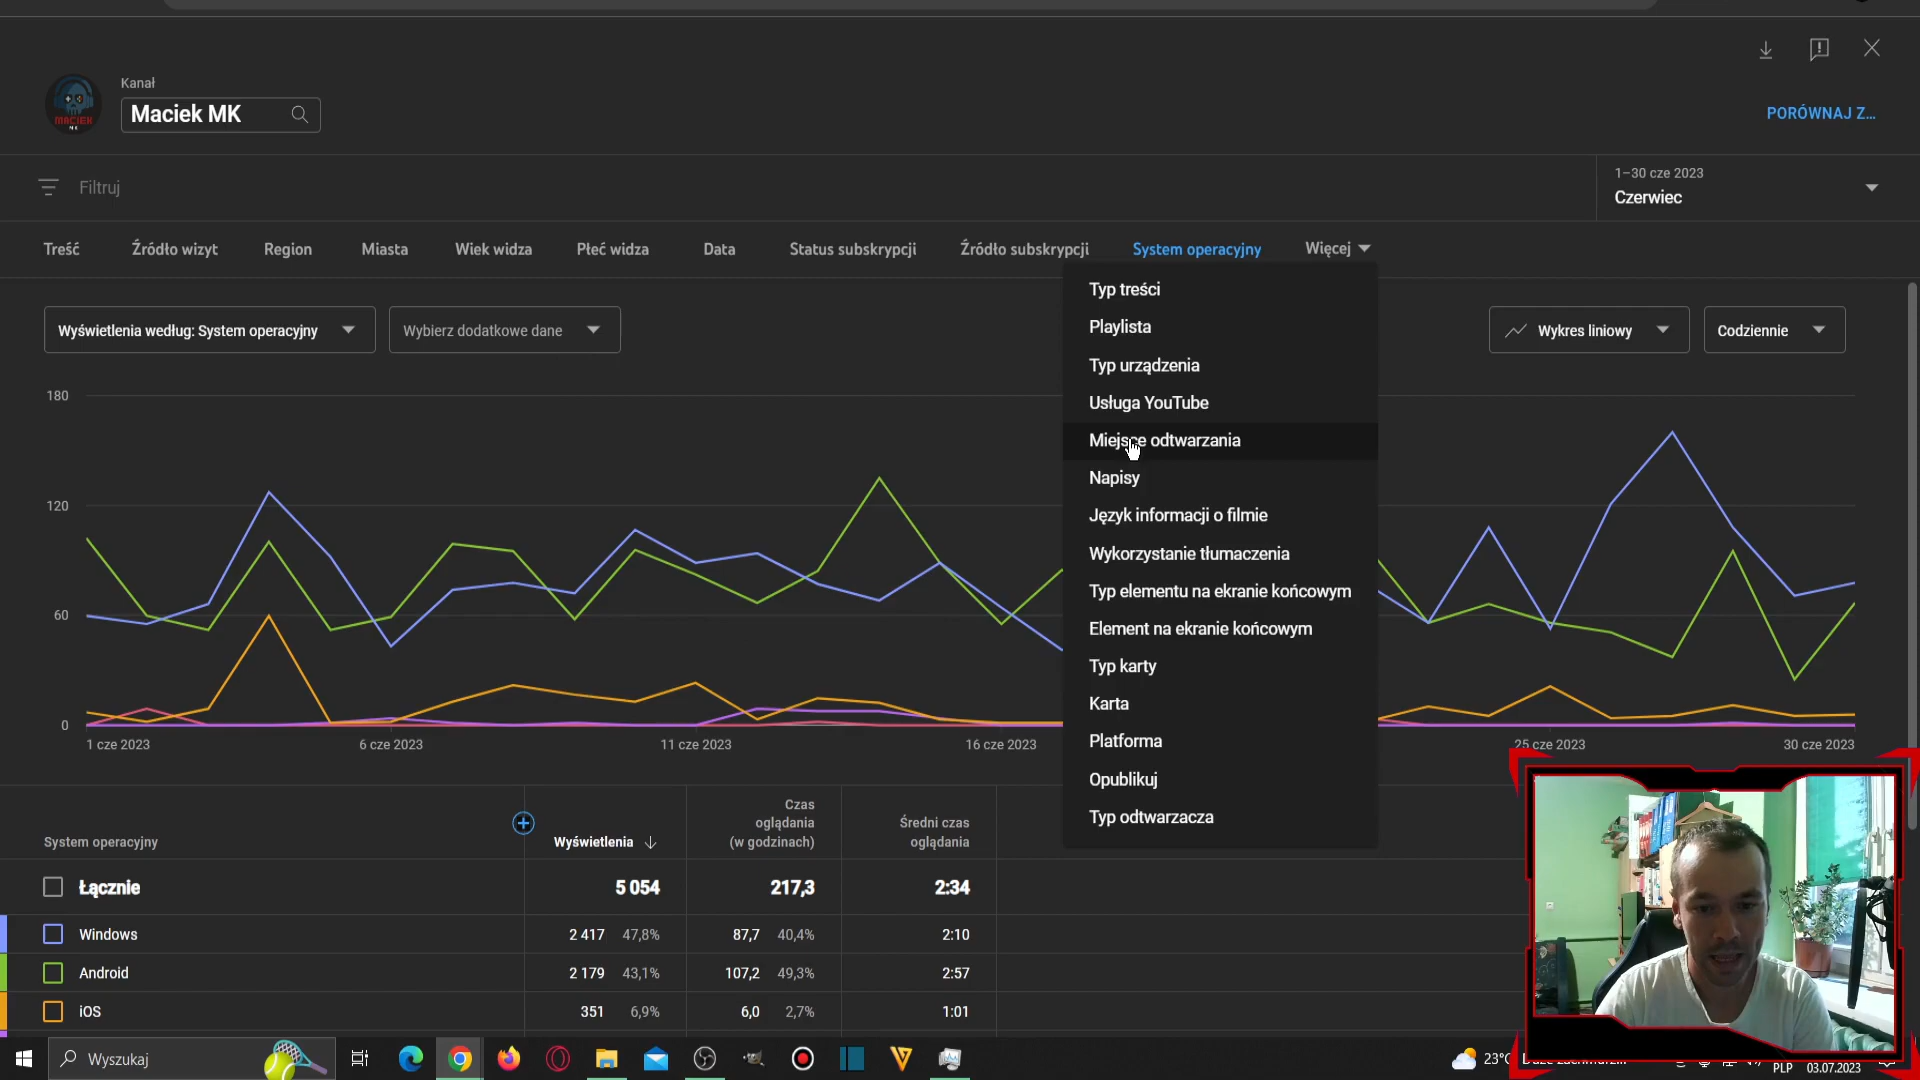 Kanał
Maciek MK
MACIEK
MK
PORÓWNAJ Z…
Filtruj
1–30 cze 2023
Czerwiec
Treść Źródło wizyt Region Miasta Wiek widza Płeć widza Data Status subskrypcji Źródło subskrypcji System operacyjny Więcej
Wyświetlenia według: System operacyjny
Wybierz dodatkowe dane
Wykres liniowy
Codziennie
Typ treści
Playlista
Typ urządzenia
Usługa YouTube
Miejsce odtwarzania
Napisy
Język informacji o filmie
Wykorzystanie tłumaczenia
Typ elementu na ekranie końcowym
Element na ekranie końcowym
Typ karty
Karta
Platforma
Opublikuj
Typ odtwarzacza
180
120
60
0
1 cze 2023 6 cze 2023 11 cze 2023 16 cze 2023 25 cze 2023 30 cze 2023
System operacyjny
Wyświetlenia
Czas
oglądania
(w godzinach)
Średni czas
oglądania
Łącznie 5 054 217,3 2:34
Windows 2 417 47,8% 87,7 40,4% 2:10
Android 2 179 43,1% 107,2 49,3% 2:57
iOS 351 6,9% 6,0 2,7% 1:01
Wyszukaj
23°C
PLP 03.07.2023